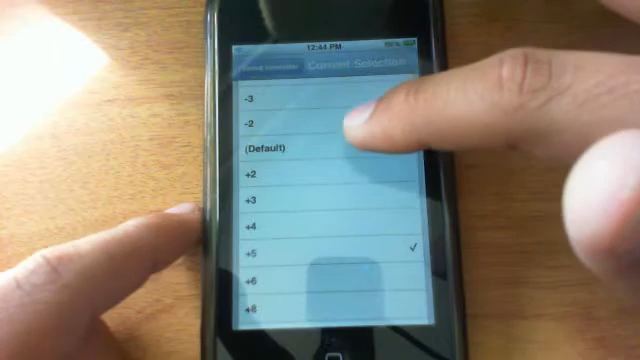 12:44 PM
Current Selection
-3
-2
(Default)
+2
+3
+4
+5
+6
+8